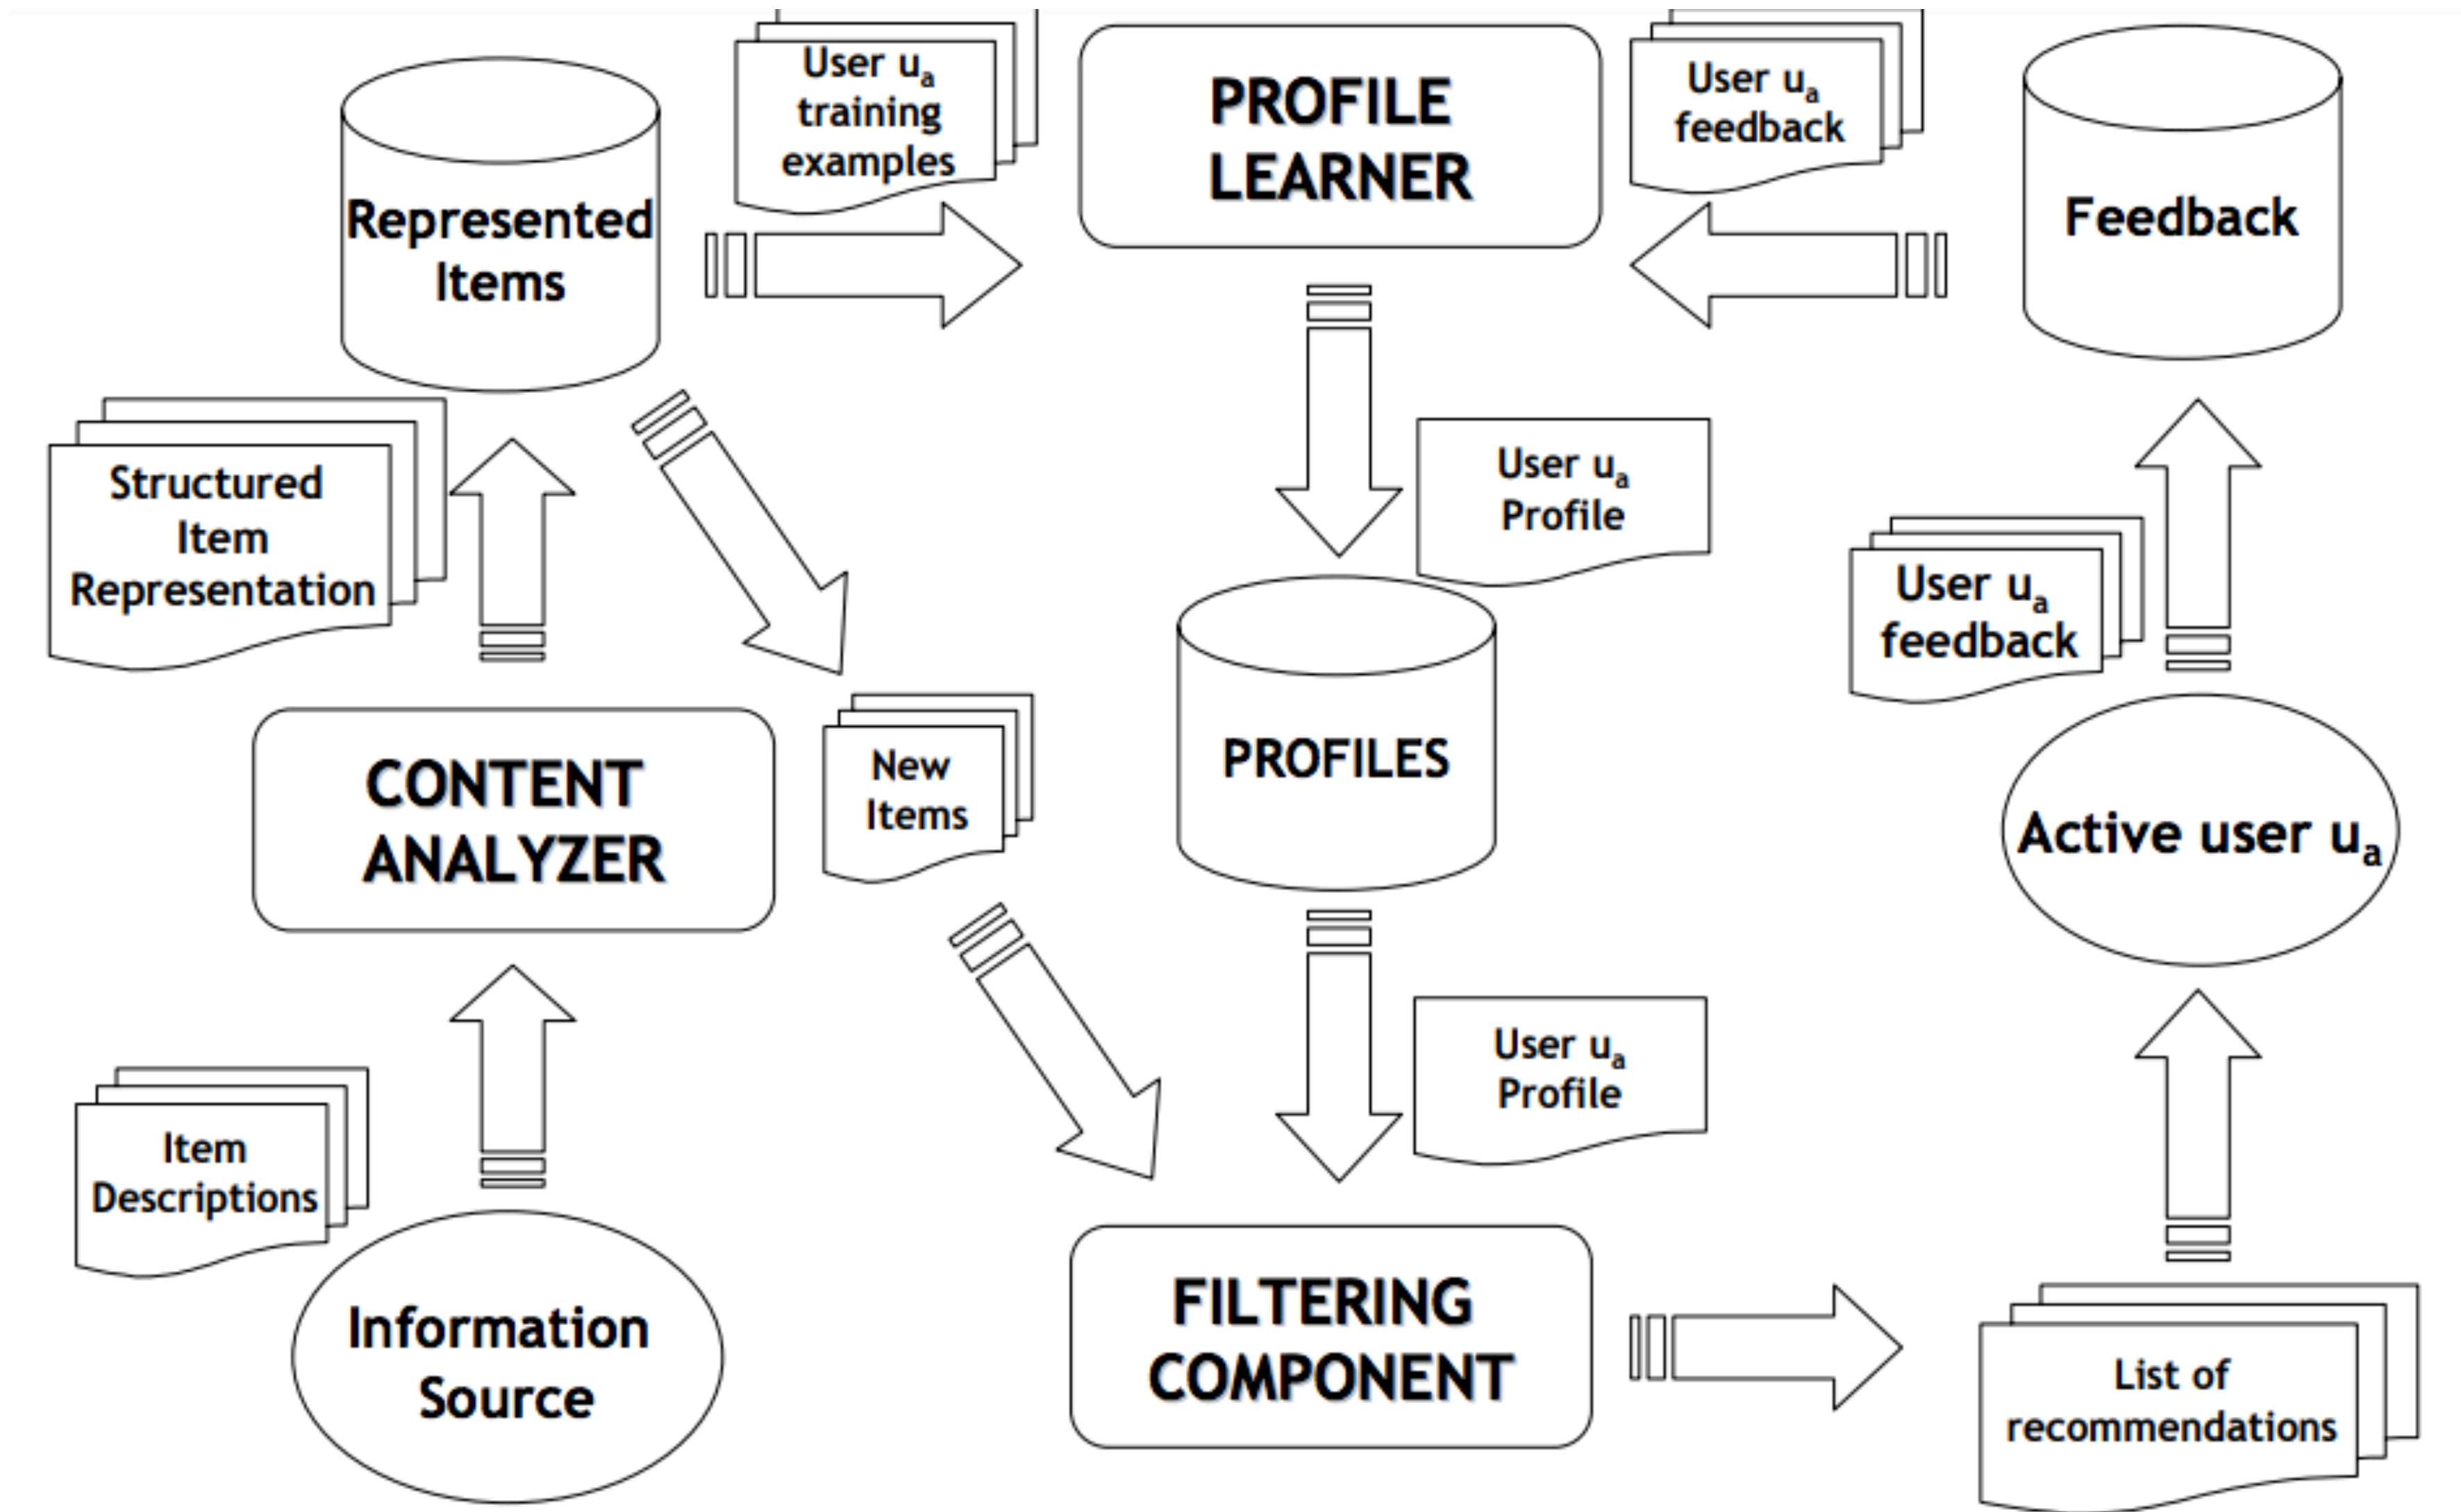 User uₐ
training
examples
PROFILE
LEARNER
User uₐ
feedback
Represented
Items
Feedback
Structured
Item
Representation
User uₐ
Profile
User uₐ
feedback
CONTENT
ANALYZER
New
Items
PROFILES
Active user uₐ
Item
Descriptions
User uₐ
Profile
Information
Source
FILTERING
COMPONENT
List of
recommendations